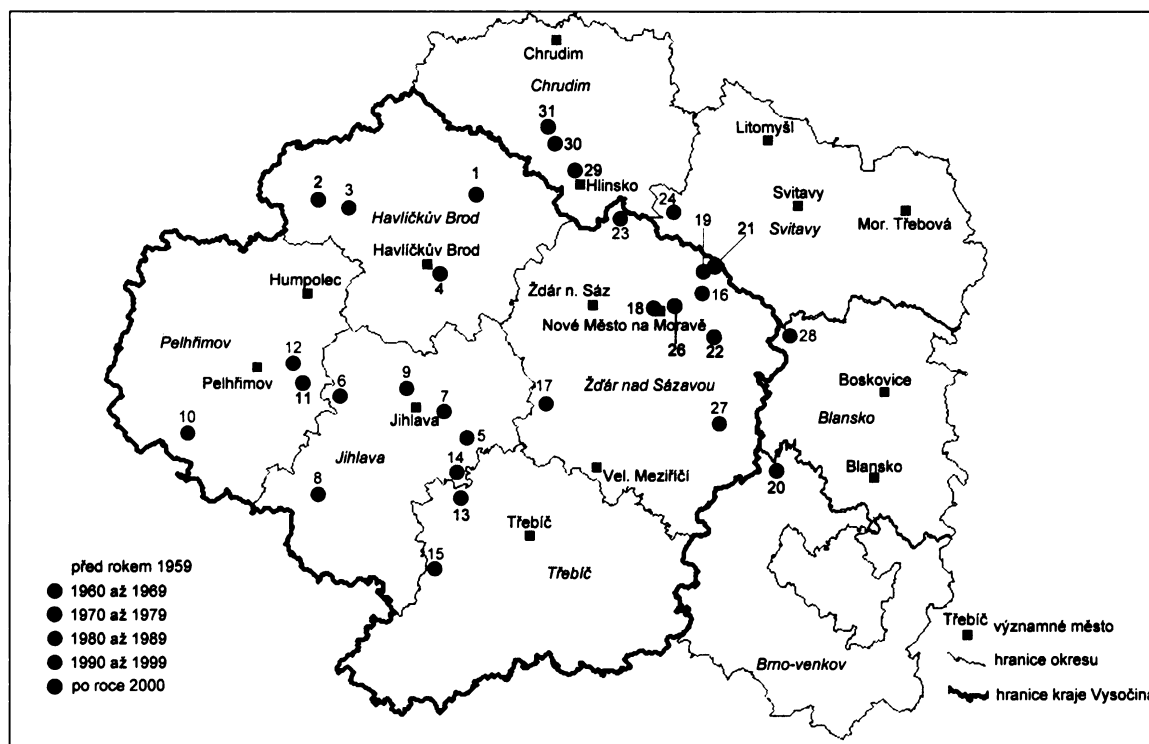 Chrudim
Chrudim
31
30
29
Hlinsko
Litomyšl
Svitavy
Svitavy
Mor. Třebová
1
2
3
Havlíčkův Brod
Havlíčkův Brod
4
24
23
19
21
16
Humpolec
Žďár n. Sáz
18
Nové Město na Moravě
26
22
28
Pelhřimov
12
Pelhřimov
11
6
9
7
Jihlava
17
Žďár nad Sázavou
27
Boskovice
Blansko
10
5
Jihlava
14
8
13
Vel. Meziříčí
20
Blansko
Třebíč
15
Třebíč
Brno-venkov
před rokem 1959
1960 až 1969
1970 až 1979
1980 až 1989
1990 až 1999
po roce 2000
Třebíč
významné město
hranice okresu
hranice kraje Vysočina